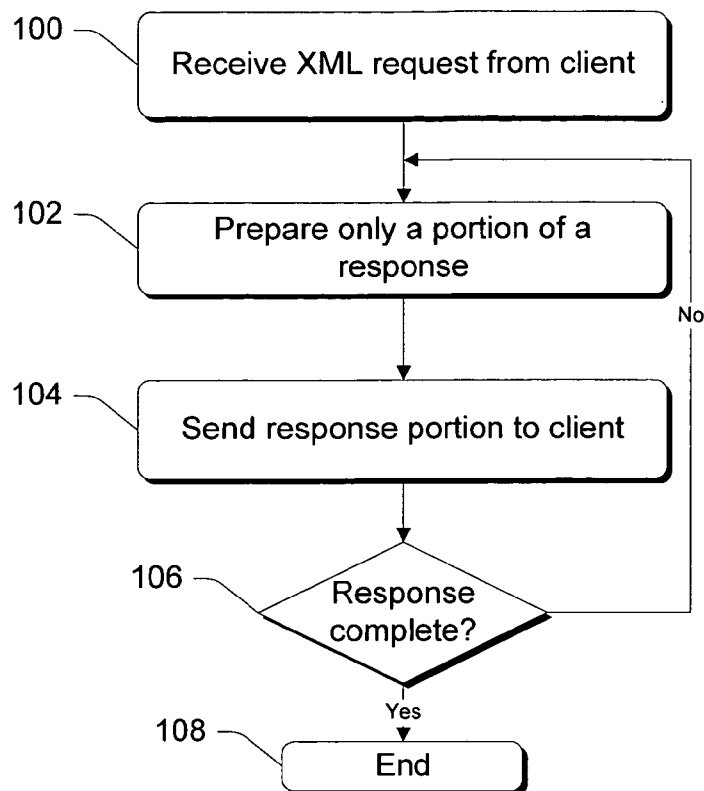 100
Receive XML request from client
102
Prepare only a portion of a
response
No
104
Send response portion to client
106
Response
complete?
Yes
108
End